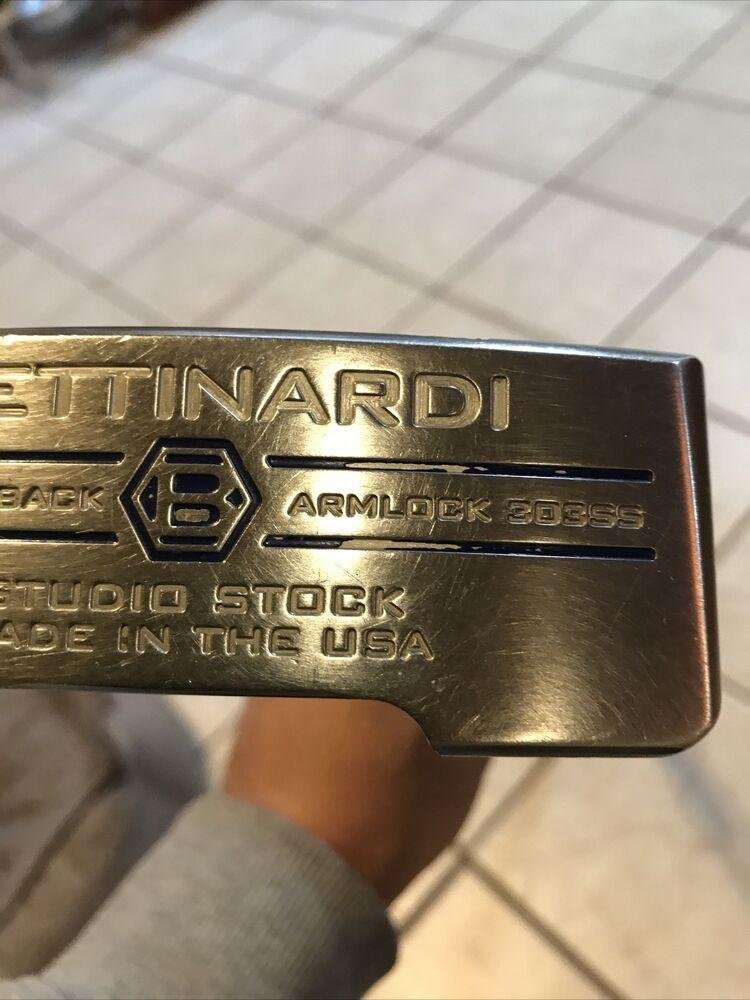 ETTINARDI
BACK B ARMLOCK 303SS
STUDIO STOCK
ADE IN THE USA